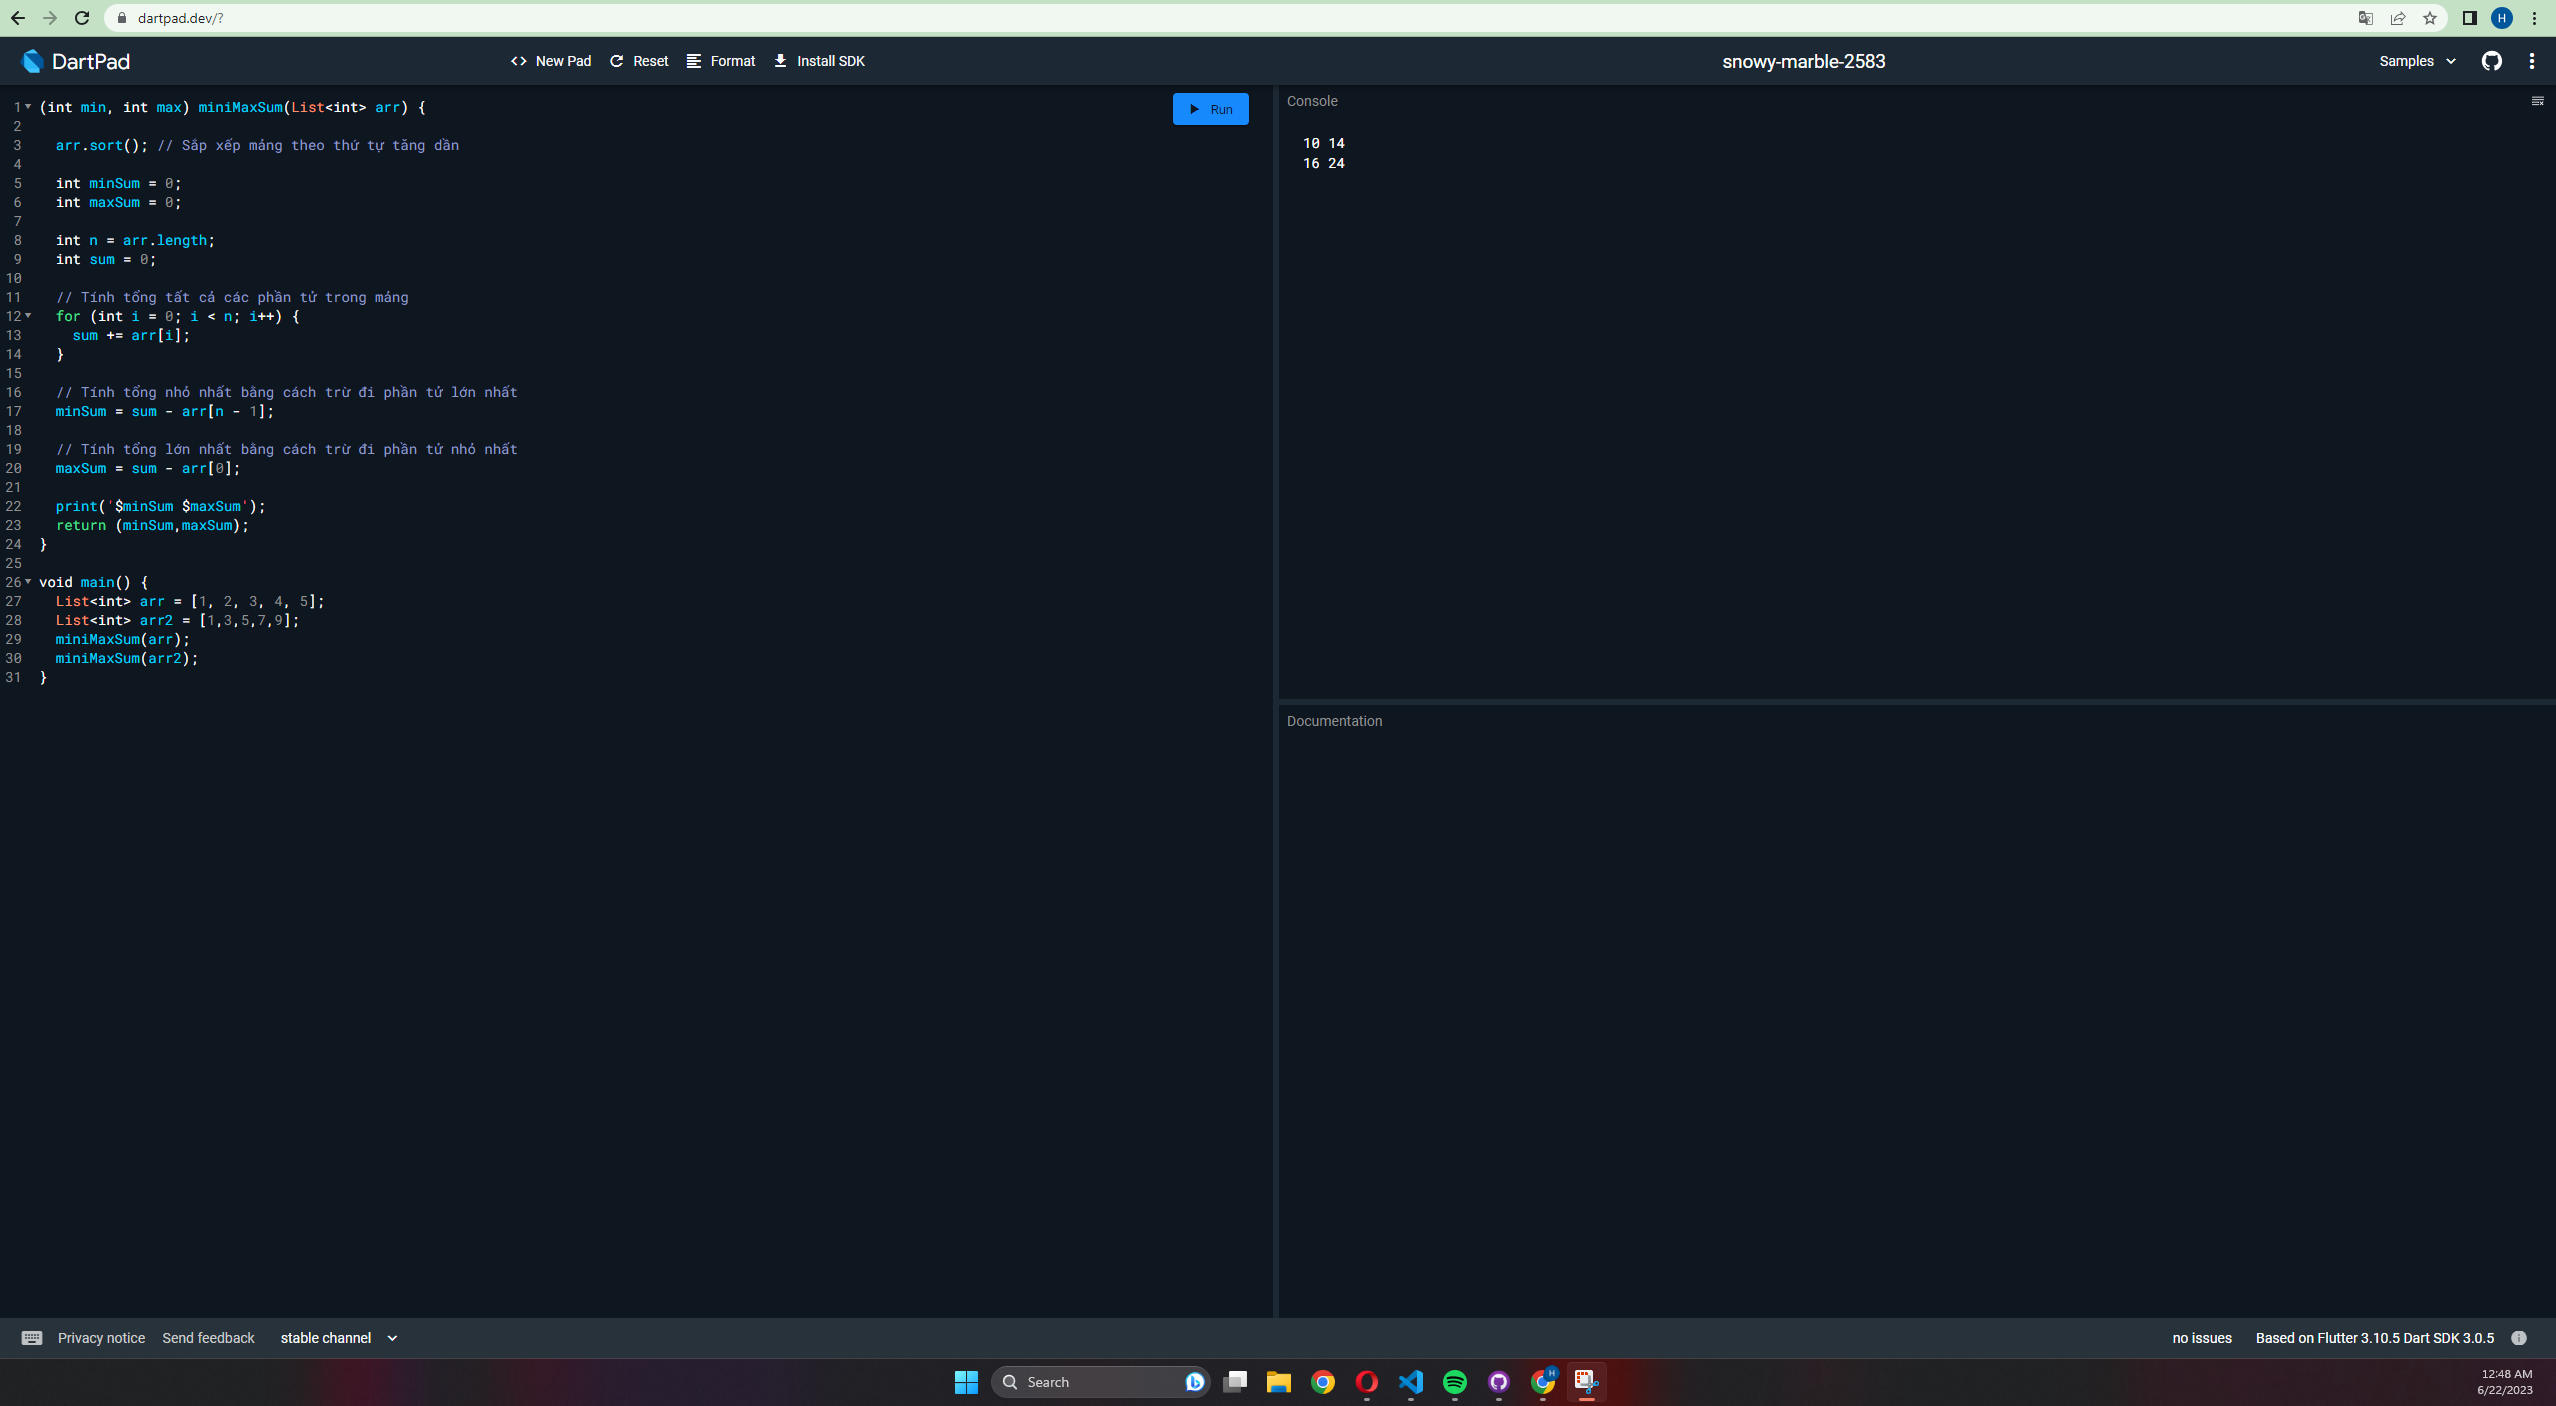 dartpad.dev/?
H
DartPad
New Pad Reset Format Install SDK
snowy-marble-2583
Samples
1 (int min, int max) miniMaxSum(List<int> arr) {
2
3 arr.sort(); // Sắp xếp mảng theo thứ tự tăng dần
4
5 int minSum = 0;
6 int maxSum = 0;
7
8 int n = arr.length;
9 int sum = 0;
10
11 // Tính tổng tất cả các phần tử trong mảng
12 for (int i = 0; i < n; i++) {
13 sum += arr[i];
14 }
15
16 // Tính tổng nhỏ nhất bằng cách trừ đi phần tử lớn nhất
17 minSum = sum - arr[n - 1];
18
19 // Tính tổng lớn nhất bằng cách trừ đi phần tử nhỏ nhất
20 maxSum = sum - arr[0];
21
22 print('$minSum $maxSum');
23 return (minSum,maxSum);
24 }
25
26 void main() {
27 List<int> arr = [1, 2, 3, 4, 5];
28 List<int> arr2 = [1,3,5,7,9];
29 miniMaxSum(arr);
30 miniMaxSum(arr2);
31 }
Run
Console
10 14
16 24
Documentation
Privacy notice Send feedback stable channel
no issues Based on Flutter 3.10.5 Dart SDK 3.0.5
Search
H
12:48 AM
6/22/2023